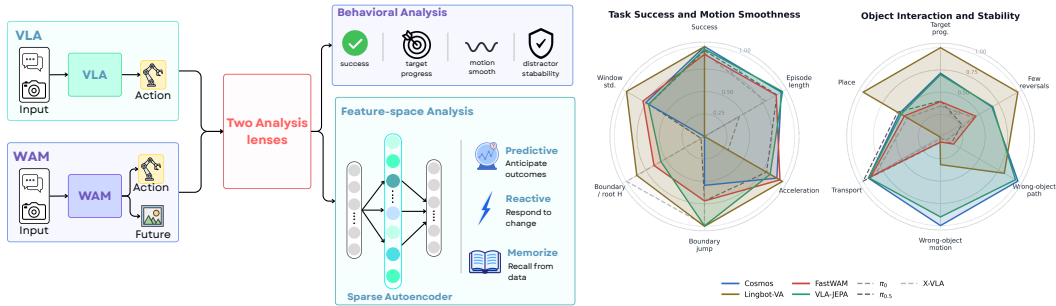 VLA
Input
VLA
Action
WAM
Input
WAM
Action
Future
Two Analysis
lenses
Behavioral Analysis
success
target
progress
motion
smooth
distractor
stabability
Feature-space Analysis
Predictive
Anticipate
outcomes
Reactive
Respond to
change
Memorize
Recall from
data
Sparse Autoencoder
Task Success and Motion Smoothness
Success
Episode
length
Acceleration
Boundary
jump
Boundary
/ root H
Window
std.
1.00
0.50
0.25
Object Interaction and Stability
Target
prog.
Few
reversals
Wrong-object
path
Wrong-object
motion
Transport
Place
1.00
0.75
0.50
Cosmos
Lingbot-VA
FastWAM
VLA-JEPA
π₀
π₀.₅
X-VLA